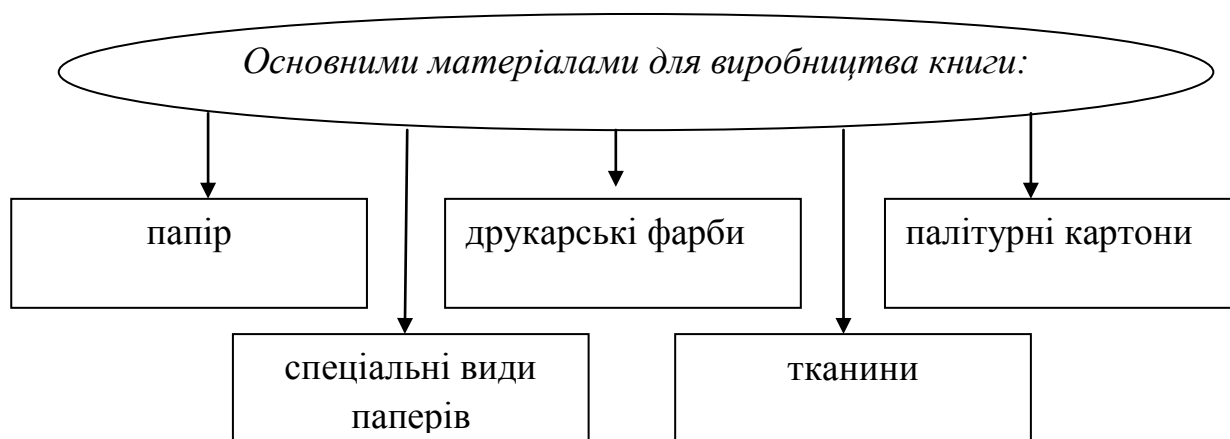 Основними матеріалами для виробництва книги:
папір
друкарські фарби
палітурні картони
спеціальні види
паперів
тканини